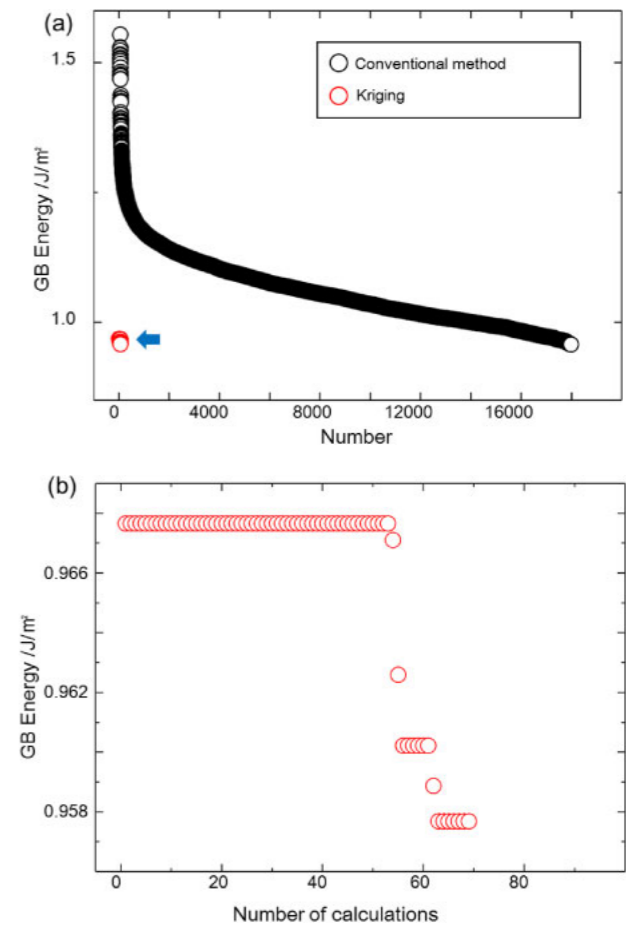 (a)
1.5
1.0
GB Energy /J/m²
Conventional method
Kriging
0 4000 8000 12000 16000
Number
(b)
0.966
0.962
0.958
GB Energy /J/m²
0 20 40 60 80
Number of calculations